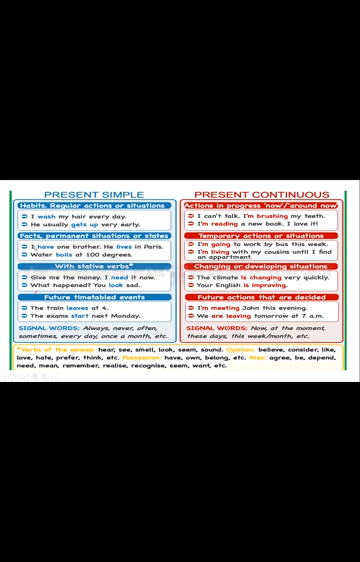 PRESENT SIMPLE
Habits. Regular actions or situations
I wash my hair every day.
He usually gets up very early.
Facts, permanent situations or states
I have one brother. He lives in Paris.
Water boils at 100 degrees.
With stative verbs*
Give me the money. I need it now.
What happened? You look sad.
Future timetabled events
The train leaves at 4.
The exams start next Monday.
SIGNAL WORDS: Always, never, often,
sometimes, every day, once a month, etc.
PRESENT CONTINUOUS
Actions in progress 'now'/'around now'
I can't talk. I'm brushing my teeth.
I'm reading a new book. I love it!
Temporary actions or situations
I'm going to work by bus this week.
I'm living with my cousins until I find
an appartment.
Changing or developing situations
The climate is changing very quickly.
Your English is improving.
Future actions that are decided
I'm meeting John this evening.
We are leaving tomorrow at 7 a.m.
SIGNAL WORDS: Now, at the moment,
these days, this week/month, etc.
*Verbs of the senses: hear, see, smell, look, seem, sound. Opinion: believe, consider, like,
love, hate, prefer, think, etc. Possession: have, own, belong, etc. Also: agree, be, depend,
need, mean, remember, realise, recognise, seem, want, etc.